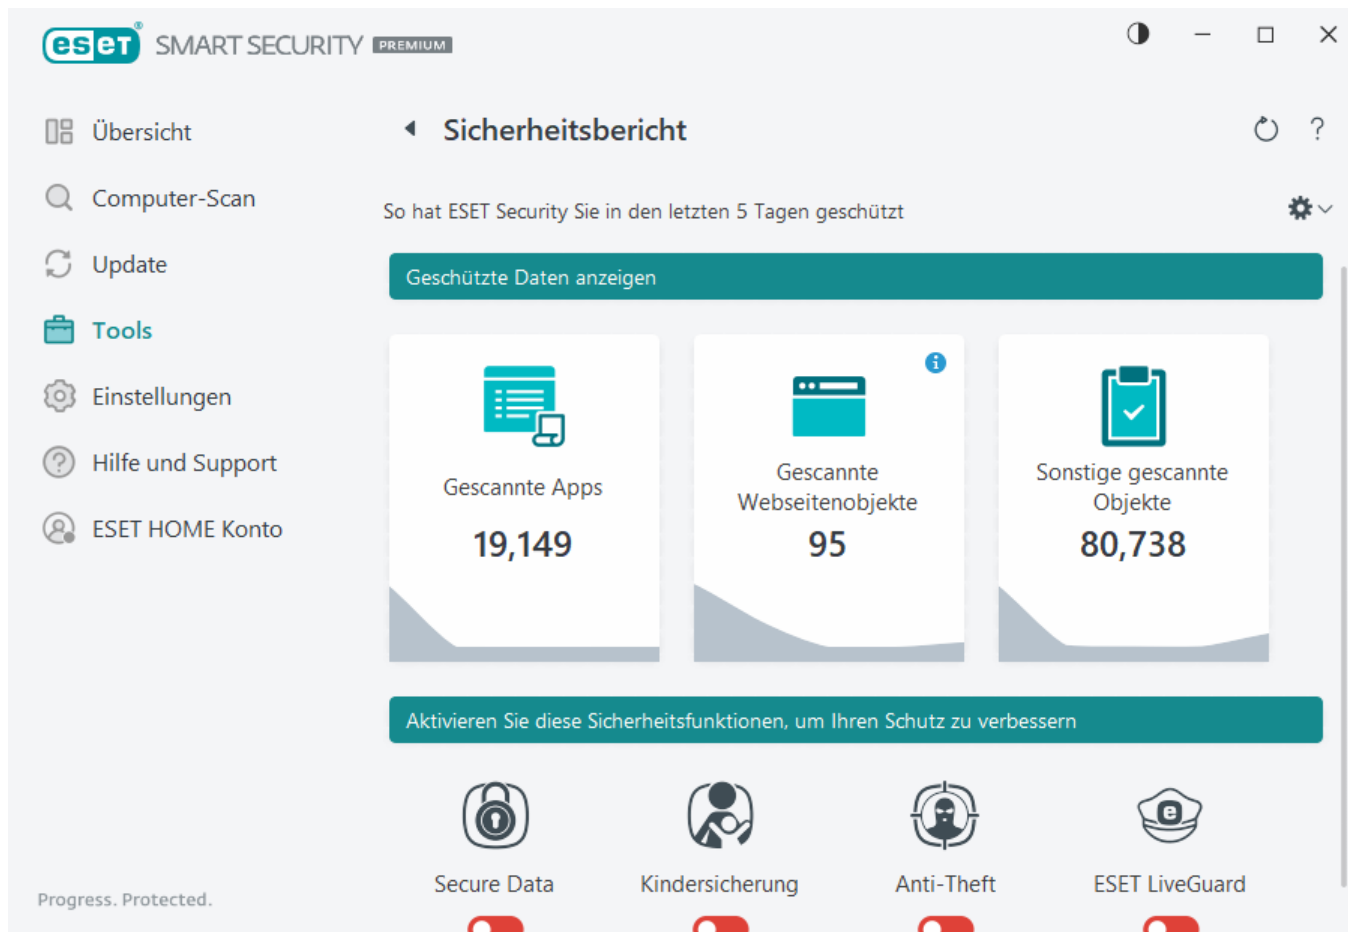 eseT® SMART SECURITY PREMIUM
Übersicht
Computer-Scan
Update
Tools
Einstellungen
Hilfe und Support
ESET HOME Konto
Progress. Protected.
Sicherheitsbericht
?
So hat ESET Security Sie in den letzten 5 Tagen geschützt
Geschützte Daten anzeigen
Gescannte Apps
19,149
Gescannte
Webseitenobjekte
95
Sonstige gescannte
Objekte
80,738
Aktivieren Sie diese Sicherheitsfunktionen, um Ihren Schutz zu verbessern
Secure Data
Kindersicherung
Anti-Theft
ESET LiveGuard